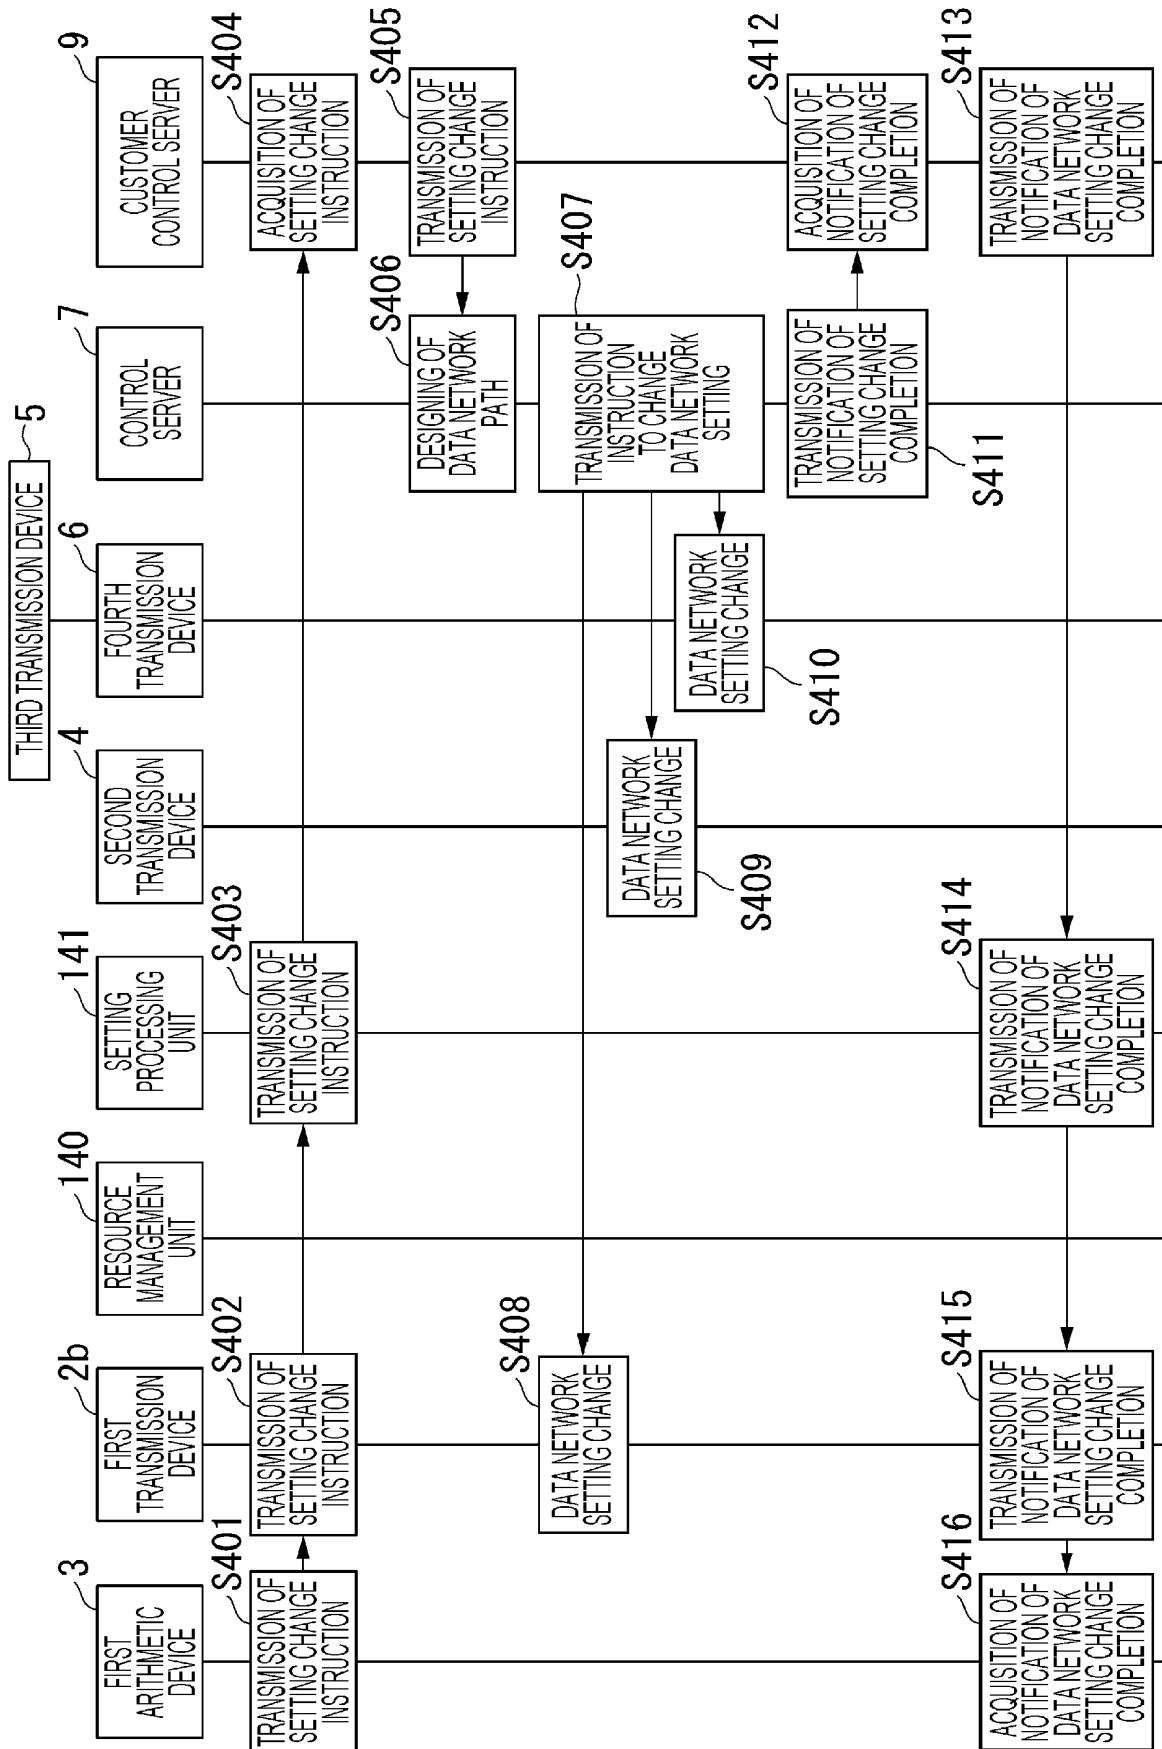 3
FIRST
ARITHMETIC
DEVICE
2b
FIRST
TRANSMISSION
DEVICE
140
RESOURCE
MANAGEMENT
UNIT
141
SETTING
PROCESSING
UNIT
4
SECOND
TRANSMISSION
DEVICE
THIRD TRANSMISSION DEVICE
5
6
FOURTH
TRANSMISSION
DEVICE
7
CONTROL
SERVER
9
CUSTOMER
CONTROL SERVER
S401
TRANSMISSION OF
SETTING CHANGE
INSTRUCTION
S402
TRANSMISSION OF
SETTING CHANGE
INSTRUCTION
S403
TRANSMISSION OF
SETTING CHANGE
INSTRUCTION
S404
ACQUISITION OF
SETTING CHANGE
INSTRUCTION
S405
TRANSMISSION OF
SETTING CHANGE
INSTRUCTION
S406
DESIGNING OF
DATA NETWORK
PATH
S407
TRANSMISSION OF
INSTRUCTION
TO CHANGE
DATA NETWORK
SETTING
S408
DATA NETWORK
SETTING CHANGE
DATA NETWORK
SETTING CHANGE
S409
DATA NETWORK
SETTING CHANGE
S410
TRANSMISSION OF
NOTIFICATION OF
SETTING CHANGE
COMPLETION
S411
S412
ACQUISITION OF
NOTIFICATION OF
SETTING CHANGE
COMPLETION
S413
TRANSMISSION OF
NOTIFICATION OF
DATA NETWORK
SETTING CHANGE
COMPLETION
S414
TRANSMISSION OF
NOTIFICATION OF
DATA NETWORK
SETTING CHANGE
COMPLETION
S415
TRANSMISSION OF
NOTIFICATION OF
DATA NETWORK
SETTING CHANGE
COMPLETION
S416
ACQUISITION OF
NOTIFICATION OF
DATA NETWORK
SETTING CHANGE
COMPLETION